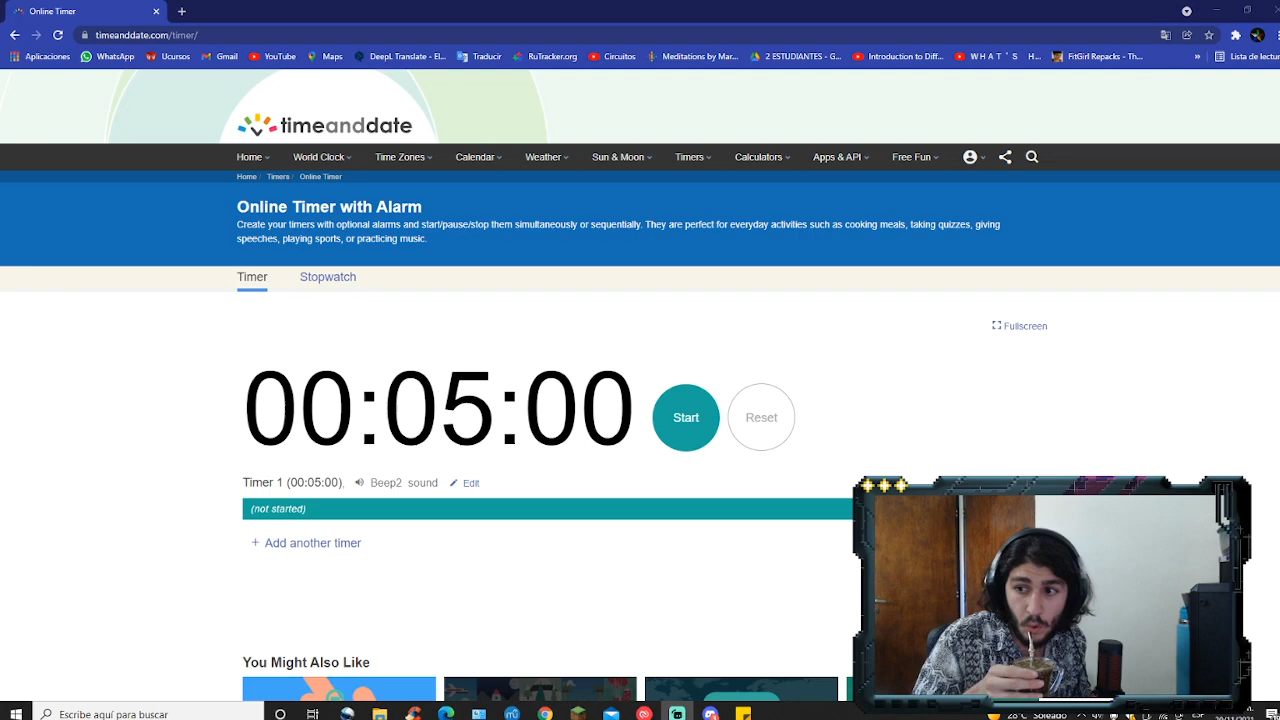 Online Timer
timeanddate.com/timer/
Aplicaciones WhatsApp Ucursos Gmail YouTube Maps DeepL Translate - El... Traducir RuTracker.org Circuitos Meditations by Mar... 2 ESTUDIANTES - G... Introduction to Diff... W H A T ' S H... FitGirl Repacks - Th... » Lista de lectur
timeanddate
Home World Clock Time Zones Calendar Weather Sun & Moon Timers Calculators Apps & API Free Fun
Home / Timers / Online Timer
Online Timer with Alarm
Create your timers with optional alarms and start/pause/stop them simultaneously or sequentially. They are perfect for everyday activities such as cooking meals, taking quizzes, giving
speeches, playing sports, or practicing music.
Timer Stopwatch
Fullscreen
00:05:00 Start Reset
Timer 1 (00:05:00), Beep2 sound Edit
(not started)
+ Add another timer
You Might Also Like
Escribe aquí para buscar